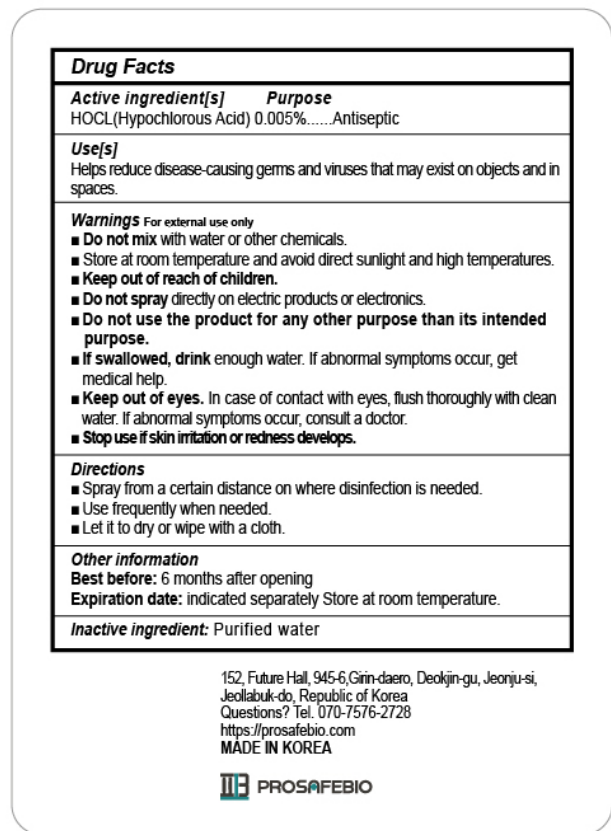 Drug Facts
Active ingredient[s] Purpose
HOCL(Hypochlorous Acid) 0.005%......Antiseptic
Use[s]
Helps reduce disease-causing germs and viruses that may exist on objects and in
spaces.
Warnings For external use only
■ Do not mix with water or other chemicals.
■ Store at room temperature and avoid direct sunlight and high temperatures.
■ Keep out of reach of children.
■ Do not spray directly on electric products or electronics.
■ Do not use the product for any other purpose than its intended
purpose.
■ If swallowed, drink enough water. If abnormal symptoms occur, get
medical help.
■ Keep out of eyes. In case of contact with eyes, flush thoroughly with clean
water. If abnormal symptoms occur, consult a doctor.
■ Stop use if skin irritation or redness develops.
Directions
■ Spray from a certain distance on where disinfection is needed.
■ Use frequently when needed.
■ Let it to dry or wipe with a cloth.
Other information
Best before: 6 months after opening
Expiration date: indicated separately Store at room temperature.
Inactive ingredient: Purified water
152, Future Hall, 945-6,Girin-daero, Deokjin-gu, Jeonju-si,
Jeollabuk-do, Republic of Korea
Questions? Tel. 070-7576-2728
https://prosafebio.com
MADE IN KOREA
PROSAFEBIO